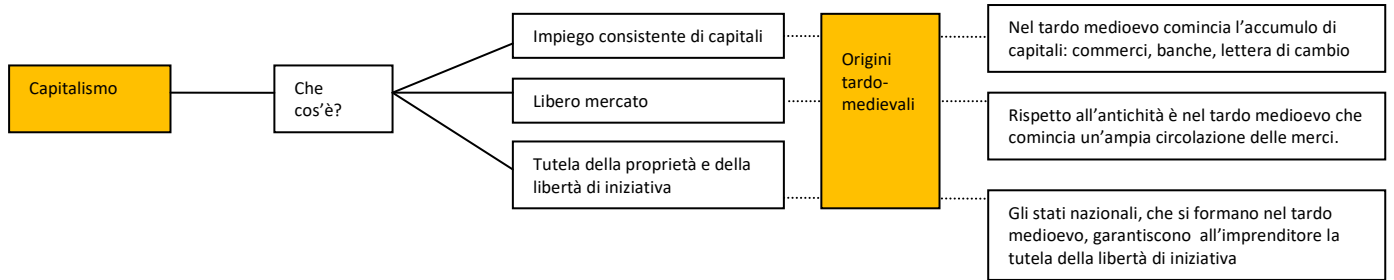 Capitalismo
Che
cos’è?
Impiego consistente di capitali
Libero mercato
Tutela della proprietà e della
libertà di iniziativa
Origini
tardo-
medievali
Nel tardo medioevo comincia l’accumulo di
capitali: commerci, banche, lettera di cambio
Rispetto all’antichità è nel tardo medioevo che
comincia un’ampia circolazione delle merci.
Gli stati nazionali, che si formano nel tardo
medioevo, garantiscono  all’imprenditore la
tutela della libertà di iniziativa